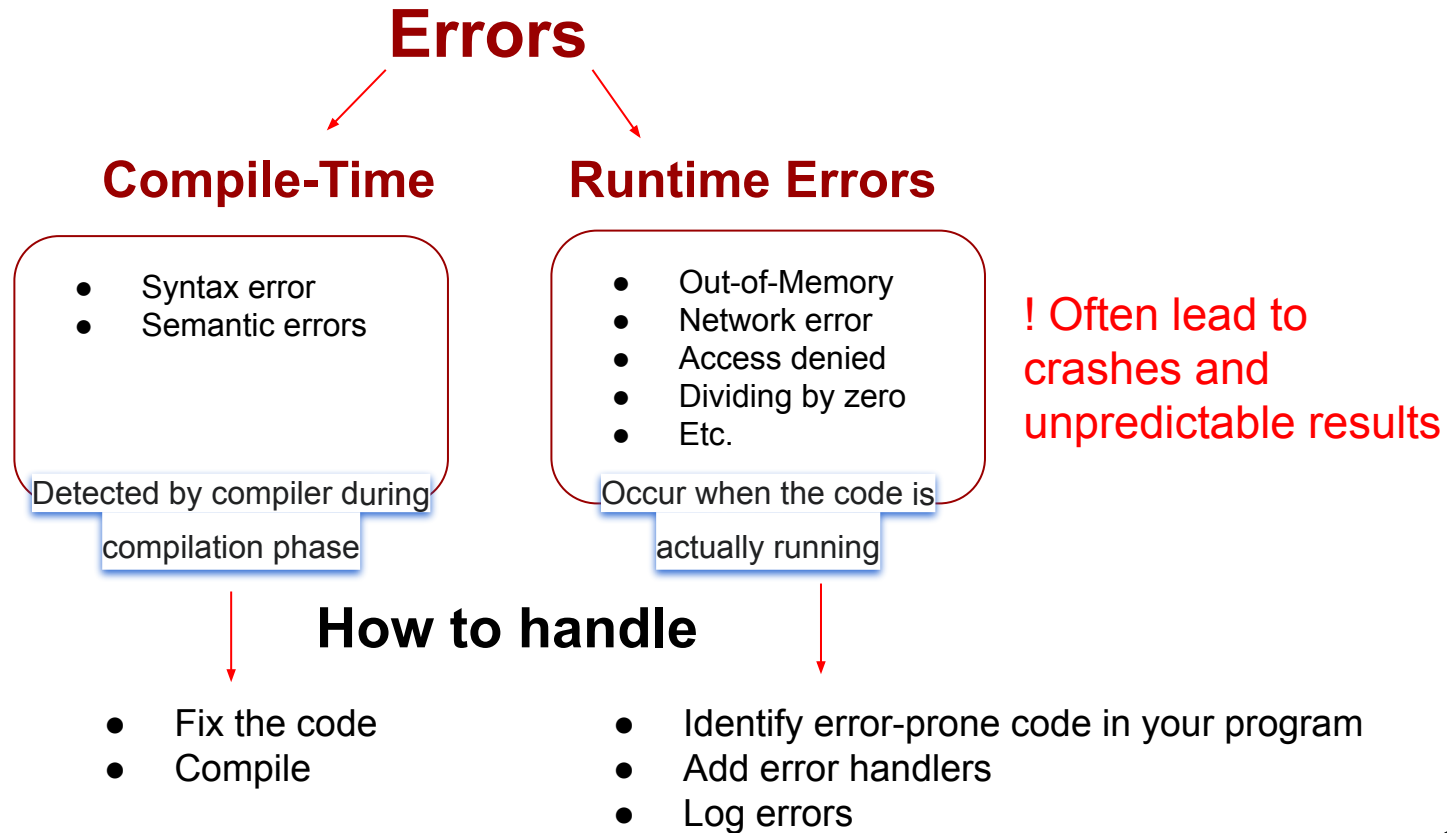 Errors
Compile-Time
Runtime Errors
● Syntax error
● Semantic errors
Detected by compiler during
compilation phase
● Out-of-Memory
● Network error
● Access denied
● Dividing by zero
● Etc.
Occur when the code is
actually running
! Often lead to
crashes and
unpredictable results
How to handle
● Fix the code
● Compile
● Identify error-prone code in your program
● Add error handlers
● Log errors